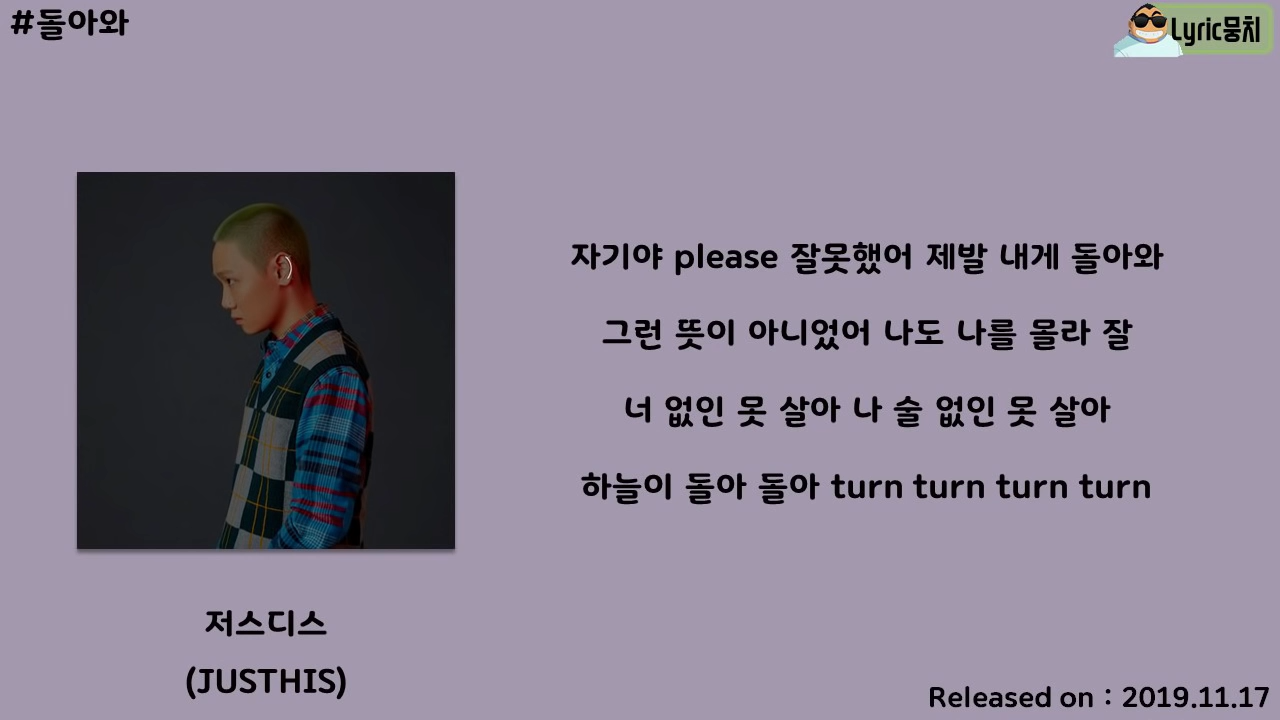 #돌아와
Lyric뭉치
자기야 please 잘못했어 제발 내게 돌아와
그런 뜻이 아니었어 나도 나를 몰라 잘
너 없인 못 살아 나 술 없인 못 살아
하늘이 돌아 돌아 turn turn turn turn
저스디스
(JUSTHIS)
Released on : 2019.11.17